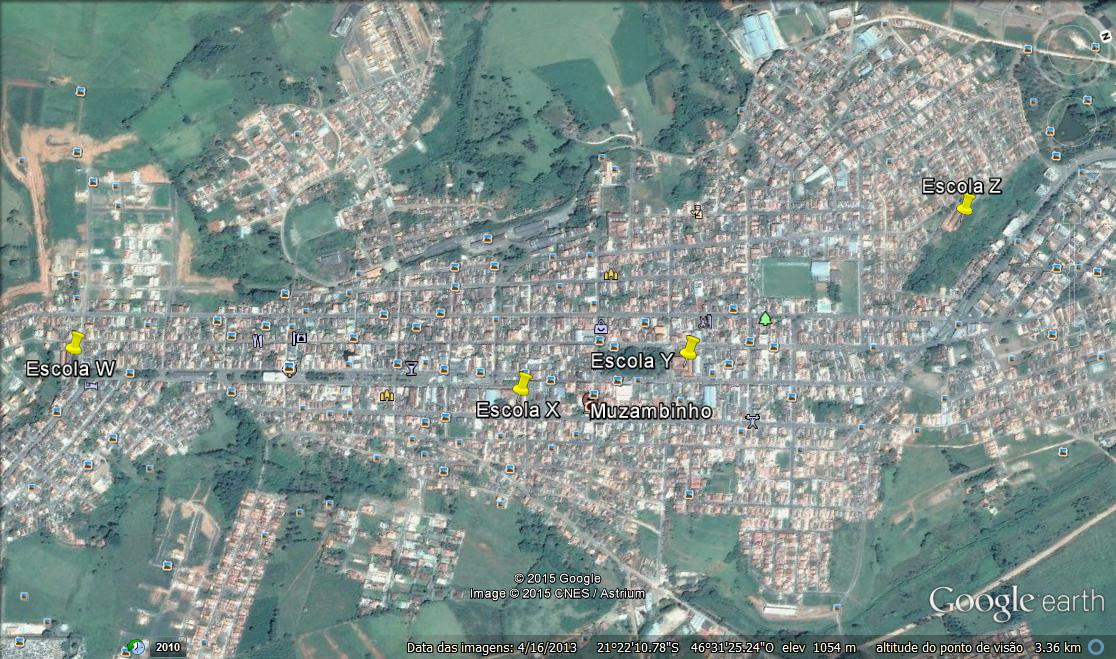 N
Escola Z
Escola Y
Escola W
Escola X
Muzambinho
© 2015 Google
Image © 2015 CNES / Astrium
Google earth
2010
Data das imagens: 4/16/2013 21°22'10.78"S 46°31'25.24"O elev 1054 m altitude do ponto de visão 3.36 km